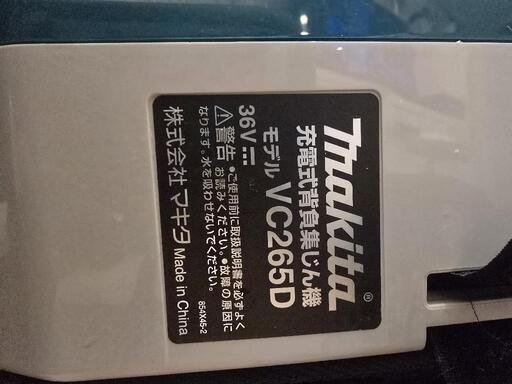 makita®
充電式背負集じん機
モデル VC265D
36V⎓
⚠警告 ●ご使用前に取扱説明書を必ずよく
お読みください。●故障の原因に
なります。水を吸わせないでください。
株式会社 マキタ Made in China
854X45-2